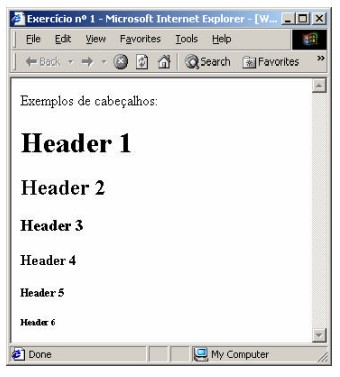 Exercício nº 1 - Microsoft Internet Explorer - [W...
File Edit View Favorites Tools Help
Back Search Favorites »
Exemplos de cabeçalhos:
Header 1
Header 2
Header 3
Header 4
Header 5
Header 6
Done My Computer